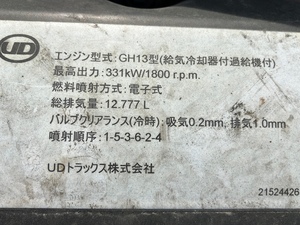 UD
エンジン型式:GH13型(給気冷却器付過給機付)
最高出力:331kW/1800 r.p.m.
燃料噴射方式:電子式
総排気量:12.777 L
バルブクリアランス(冷時):吸気0.2mm, 排気1.0mm
噴射順序:1-5-3-6-2-4
UDトラックス株式会社
21524426